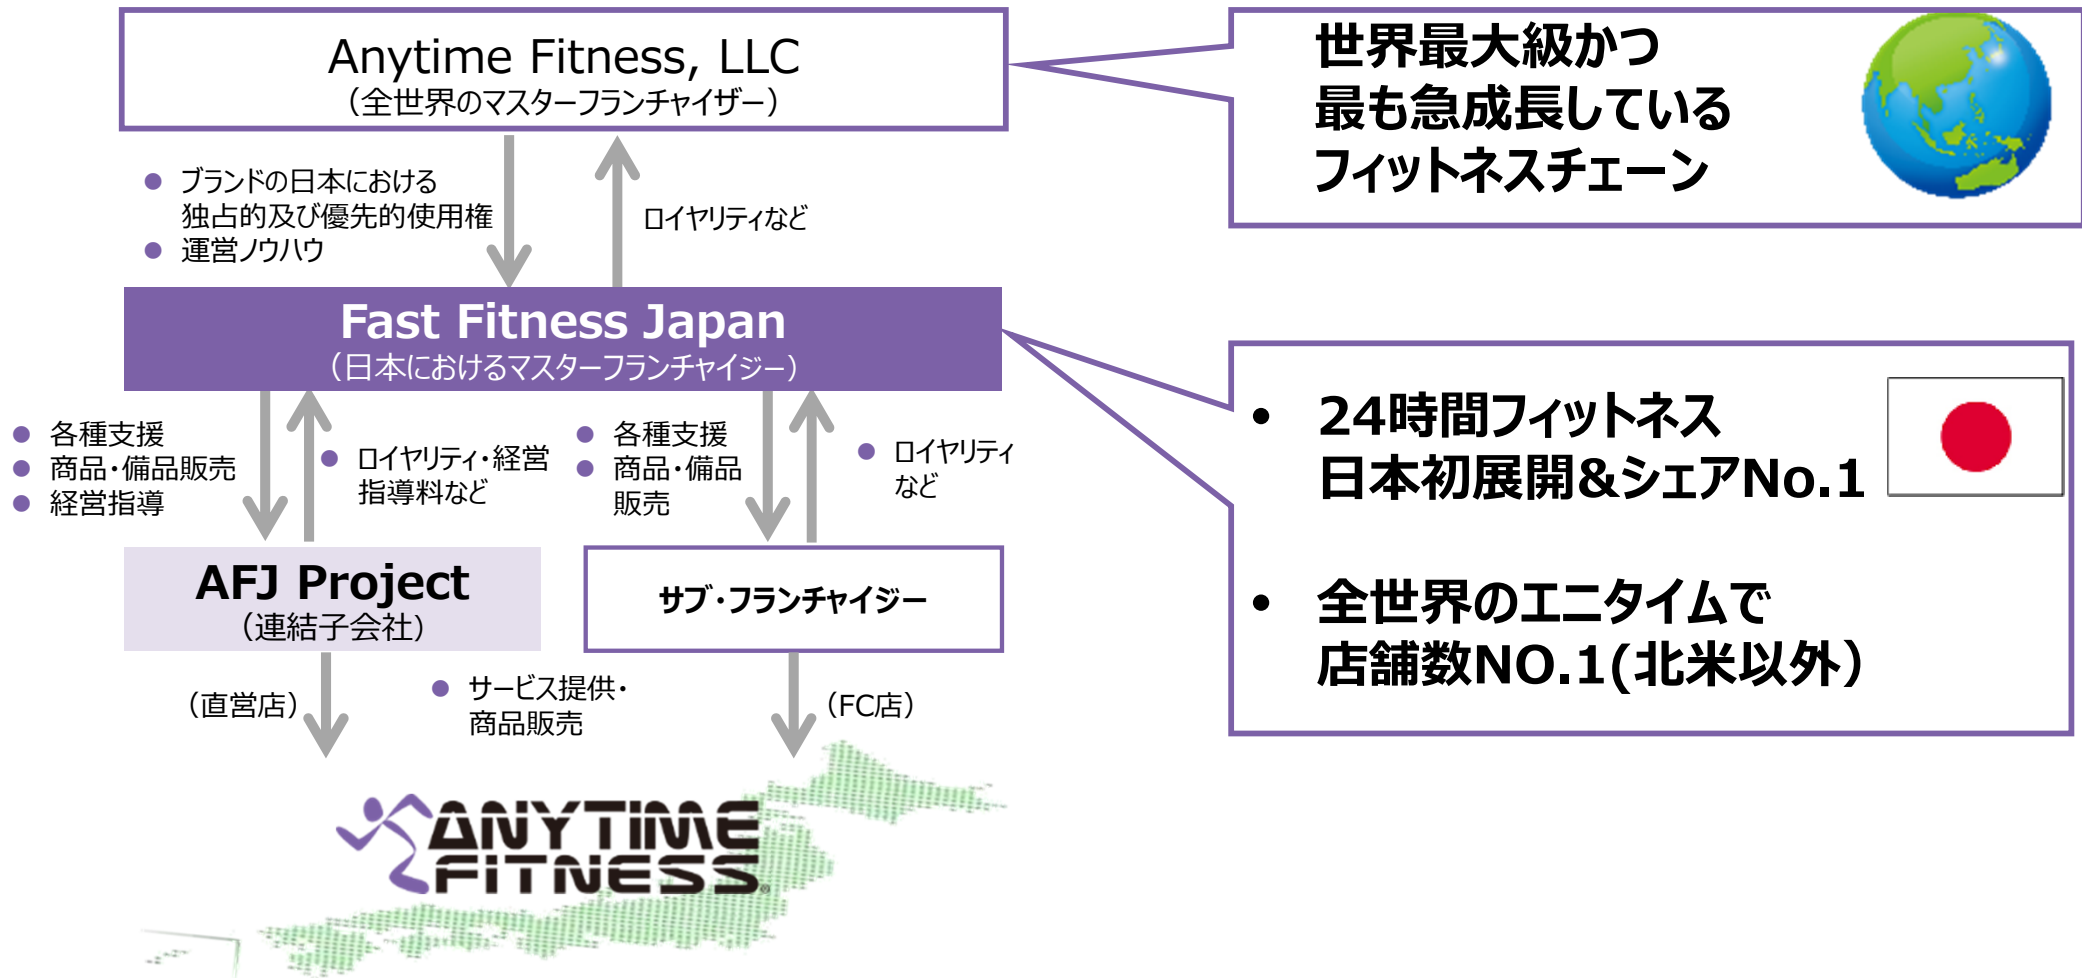 Anytime Fitness, LLC
（全世界のマスターフランチャイザー）
世界最大級かつ
最も急成長している
フィットネスチェーン
● ブランドの日本における
独占的及び優先的使用権
● 運営ノウハウ
ロイヤリティなど
Fast Fitness Japan
（日本におけるマスターフランチャイジー）
● 各種支援
● 商品・備品販売
● 経営指導
● ロイヤリティ・経営
指導料など
● 各種支援
● 商品・備品
販売
● ロイヤリティ
など
• 24時間フィットネス
日本初展開&シェアNo.1
• 全世界のエニタイムで
店舗数NO.1(北米以外）
AFJ Project
（連結子会社）
サブ・フランチャイジー
（直営店）
● サービス提供・
商品販売
（FC店）
ANYTIME
FITNESS®